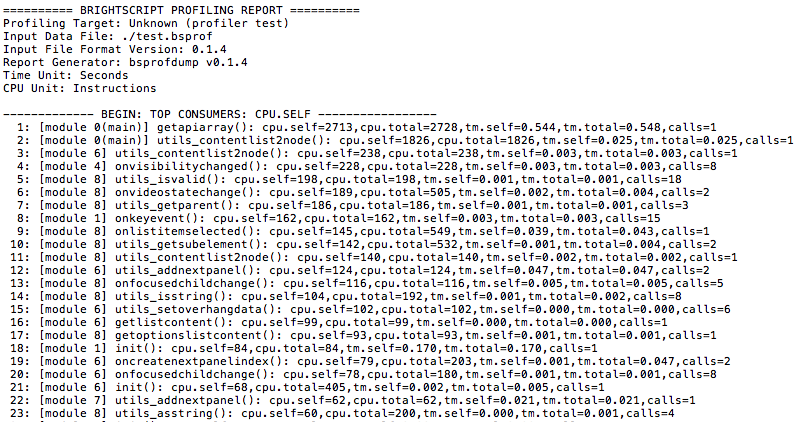 ========== BRIGHTSCRIPT PROFILING REPORT ==========
Profiling Target: Unknown (profiler test)
Input Data File: ./test.bsprof
Input File Format Version: 0.1.4
Report Generator: bsprofdump v0.1.4
Time Unit: Seconds
CPU Unit: Instructions

------------- BEGIN: TOP CONSUMERS: CPU.SELF -----------------
1: [module 0(main)] getapiarray(): cpu.self=2713,cpu.total=2728,tm.self=0.544,tm.total=0.548,calls=1
2: [module 0(main)] utils_contentlist2node(): cpu.self=1826,cpu.total=1826,tm.self=0.025,tm.total=0.025,calls=1
3: [module 6] utils_contentlist2node(): cpu.self=238,cpu.total=238,tm.self=0.003,tm.total=0.003,calls=1
4: [module 4] onvisibilitychanged(): cpu.self=228,cpu.total=228,tm.self=0.003,tm.total=0.003,calls=8
5: [module 8] utils_isvalid(): cpu.self=198,cpu.total=198,tm.self=0.001,tm.total=0.001,calls=18
6: [module 8] onvideostatechange(): cpu.self=189,cpu.total=505,tm.self=0.002,tm.total=0.004,calls=2
7: [module 8] utils_getparent(): cpu.self=186,cpu.total=186,tm.self=0.001,tm.total=0.001,calls=3
8: [module 1] onkeyevent(): cpu.self=162,cpu.total=162,tm.self=0.003,tm.total=0.003,calls=15
9: [module 8] onlistitemselected(): cpu.self=145,cpu.total=549,tm.self=0.039,tm.total=0.043,calls=1
10: [module 8] utils_getsubelement(): cpu.self=142,cpu.total=532,tm.self=0.001,tm.total=0.004,calls=2
11: [module 8] utils_contentlist2node(): cpu.self=140,cpu.total=140,tm.self=0.002,tm.total=0.002,calls=1
12: [module 6] utils_addnextpanel(): cpu.self=124,cpu.total=124,tm.self=0.047,tm.total=0.047,calls=2
13: [module 8] onfocusedchildchange(): cpu.self=116,cpu.total=116,tm.self=0.005,tm.total=0.005,calls=5
14: [module 8] utils_isstring(): cpu.self=104,cpu.total=192,tm.self=0.001,tm.total=0.002,calls=8
15: [module 6] utils_setoverhangdata(): cpu.self=102,cpu.total=102,tm.self=0.000,tm.total=0.000,calls=6
16: [module 6] getlistcontent(): cpu.self=99,cpu.total=99,tm.self=0.000,tm.total=0.000,calls=1
17: [module 8] getoptionslistcontent(): cpu.self=93,cpu.total=93,tm.self=0.001,tm.total=0.001,calls=1
18: [module 1] init(): cpu.self=84,cpu.total=84,tm.self=0.170,tm.total=0.170,calls=1
19: [module 6] oncreatenextpanelindex(): cpu.self=79,cpu.total=203,tm.self=0.001,tm.total=0.047,calls=2
20: [module 6] onfocusedchildchange(): cpu.self=78,cpu.total=180,tm.self=0.001,tm.total=0.001,calls=8
21: [module 6] init(): cpu.self=68,cpu.total=405,tm.self=0.002,tm.total=0.005,calls=1
22: [module 7] utils_addnextpanel(): cpu.self=62,cpu.total=62,tm.self=0.021,tm.total=0.021,calls=1
23: [module 8] utils_asstring(): cpu.self=60,cpu.total=200,tm.self=0.000,tm.total=0.001,calls=4